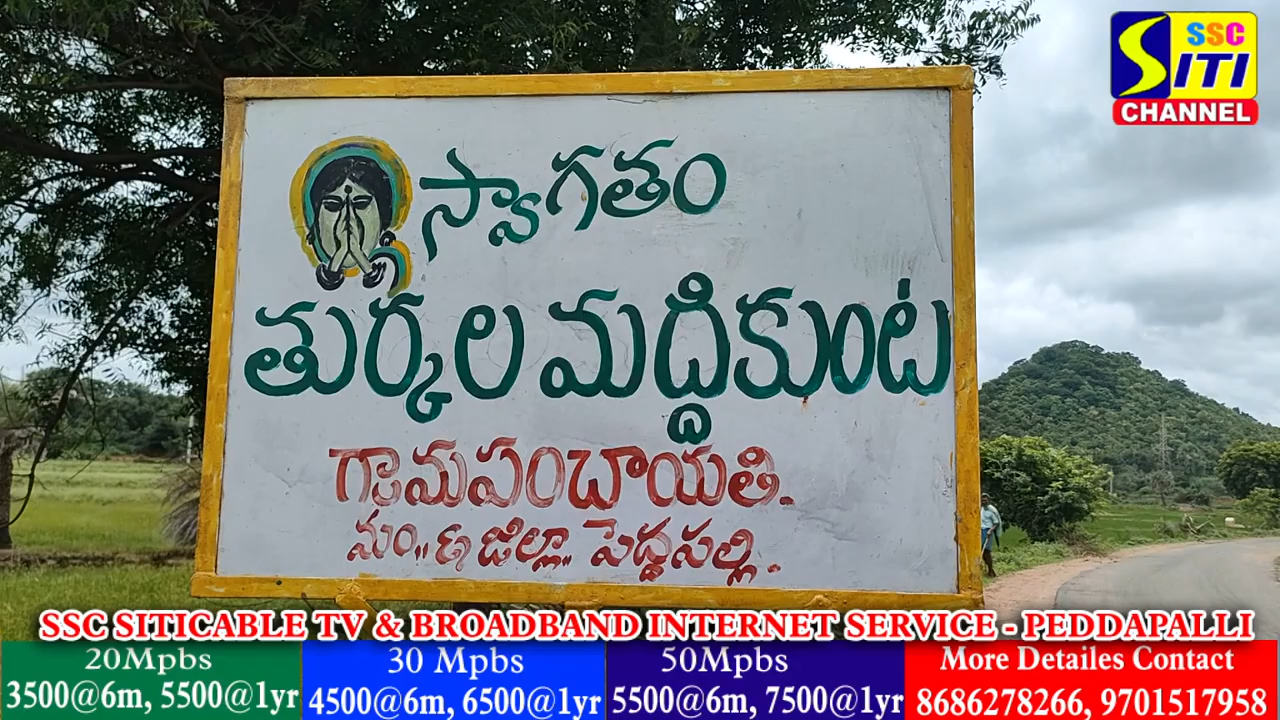 SSC
SITI
CHANNEL
స్వాగతం
తుర్కల మద్దికుంట
గ్రామపంచాయతి.
మం.. & జిల్లా.. పెద్దపల్లి.
SSC SITICABLE TV & BROADBAND INTERNET SERVICE - PEDDAPALLI
20Mpbs
3500@6m, 5500@1yr
30 Mpbs
4500@6m, 6500@1yr
50Mpbs
5500@6m, 7500@1yr
More Detailes Contact
8686278266, 9701517958